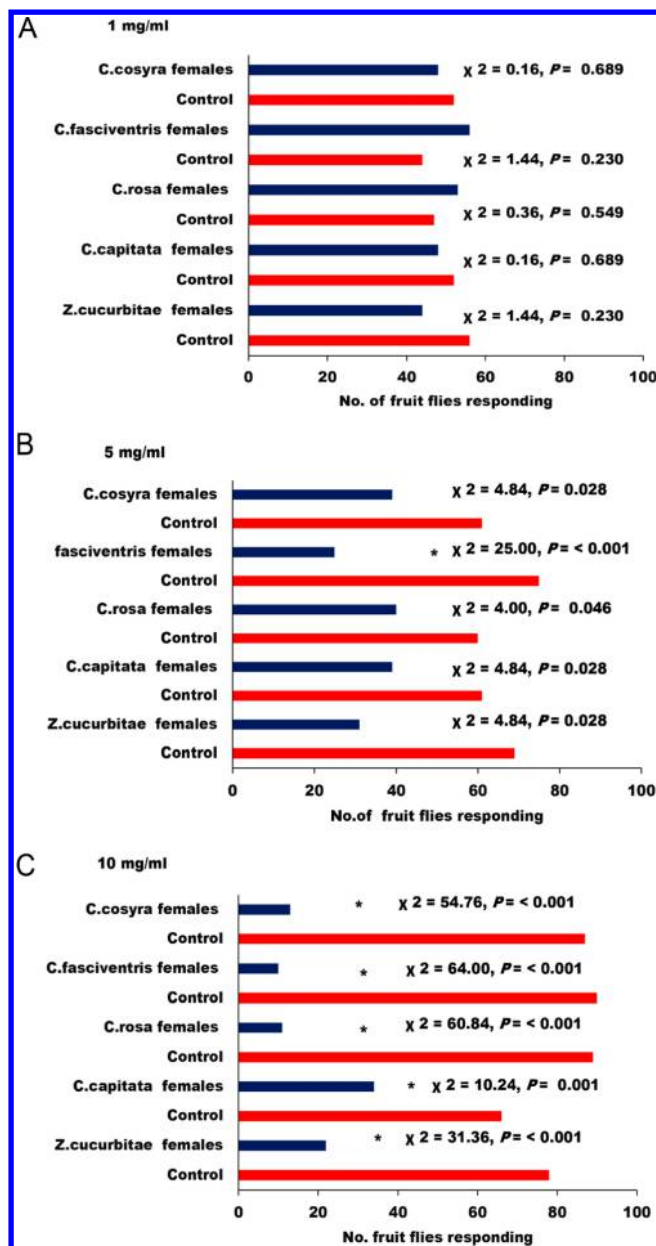 A
1 mg/ml
C.cosyra females χ 2 = 0.16, P = 0.689
Control
C.fasciventris females
Control χ 2 = 1.44, P = 0.230
C.rosa females
Control χ 2 = 0.36, P = 0.549
C.capitata females χ 2 = 0.16, P = 0.689
Control
Z.cucurbitae females χ 2 = 1.44, P = 0.230
Control
0 20 40 60 80 100
No. of fruit flies responding
B
5 mg/ml
C.cosyra females χ 2 = 4.84, P = 0.028
Control
fasciventris females * χ 2 = 25.00, P = < 0.001
Control
C.rosa females χ 2 = 4.00, P = 0.046
Control
C.capitata females χ 2 = 4.84, P = 0.028
Control
Z.cucurbitae females χ 2 = 4.84, P = 0.028
Control
0 20 40 60 80 100
No.of fruit flies responding
C
10 mg/ml
C.cosyra females * χ 2 = 54.76, P = < 0.001
Control
C.fasciventris females * χ 2 = 64.00, P = < 0.001
Control
C.rosa females * χ 2 = 60.84, P = < 0.001
Control
C.capitata females * χ 2 = 10.24, P = 0.001
Control
Z.cucurbitae females * χ 2 = 31.36, P = < 0.001
Control
0 20 40 60 80 100
No. of fruit flies responding